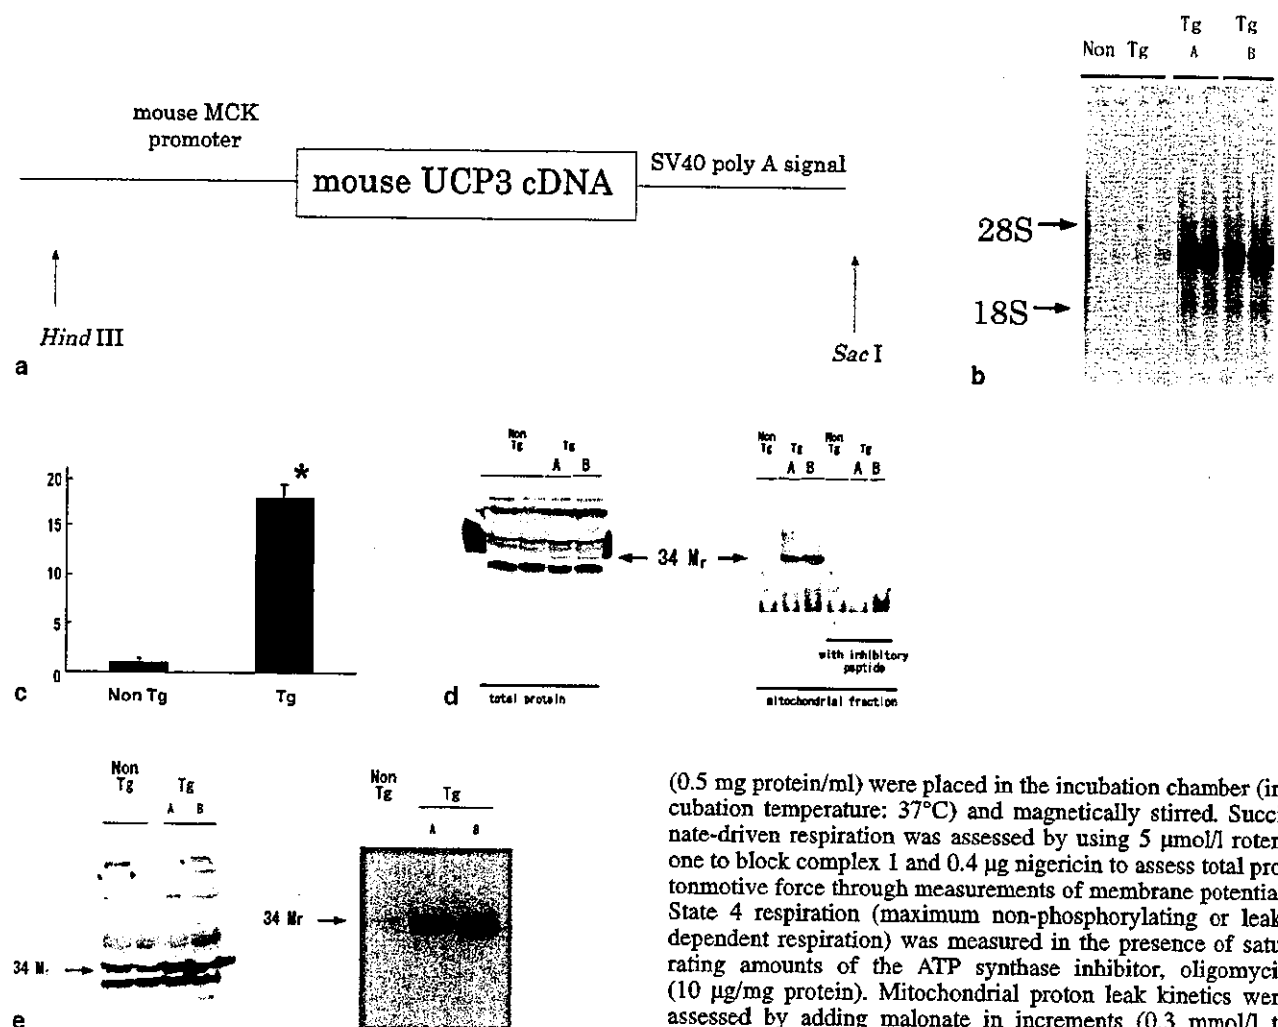 mouse MCK
promoter
mouse UCP3 cDNA
SV40 poly A signal
Hind III
Sac I
a
Tg Tg
Non Tg A B
28S
18S
b
20
15
10
5
0
*
Non Tg Tg
c
Non
Tg Tg
A B
34 Mr
total protein
d
Non Non
Tg Tg Tg Tg
A B A B
with inhibitory
peptide
mitochondrial fraction
Non
Tg Tg
A B
34 Mr
e
Non
Tg Tg
A B
34 Mr
(0.5 mg protein/ml) were placed in the incubation chamber (in
cubation temperature: 37°C) and magnetically stirred. Succi
nate-driven respiration was assessed by using 5 µmol/l roten
one to block complex 1 and 0.4 µg nigericin to assess total pro
tonmotive force through measurements of membrane potential
State 4 respiration (maximum non-phosphorylating or leak
dependent respiration) was measured in the presence of satu
rating amounts of the ATP synthase inhibitor, oligomyci
(10 µg/mg protein). Mitochondrial proton leak kinetics wer
assessed by adding malonate in increments (0.3 mmol/l t